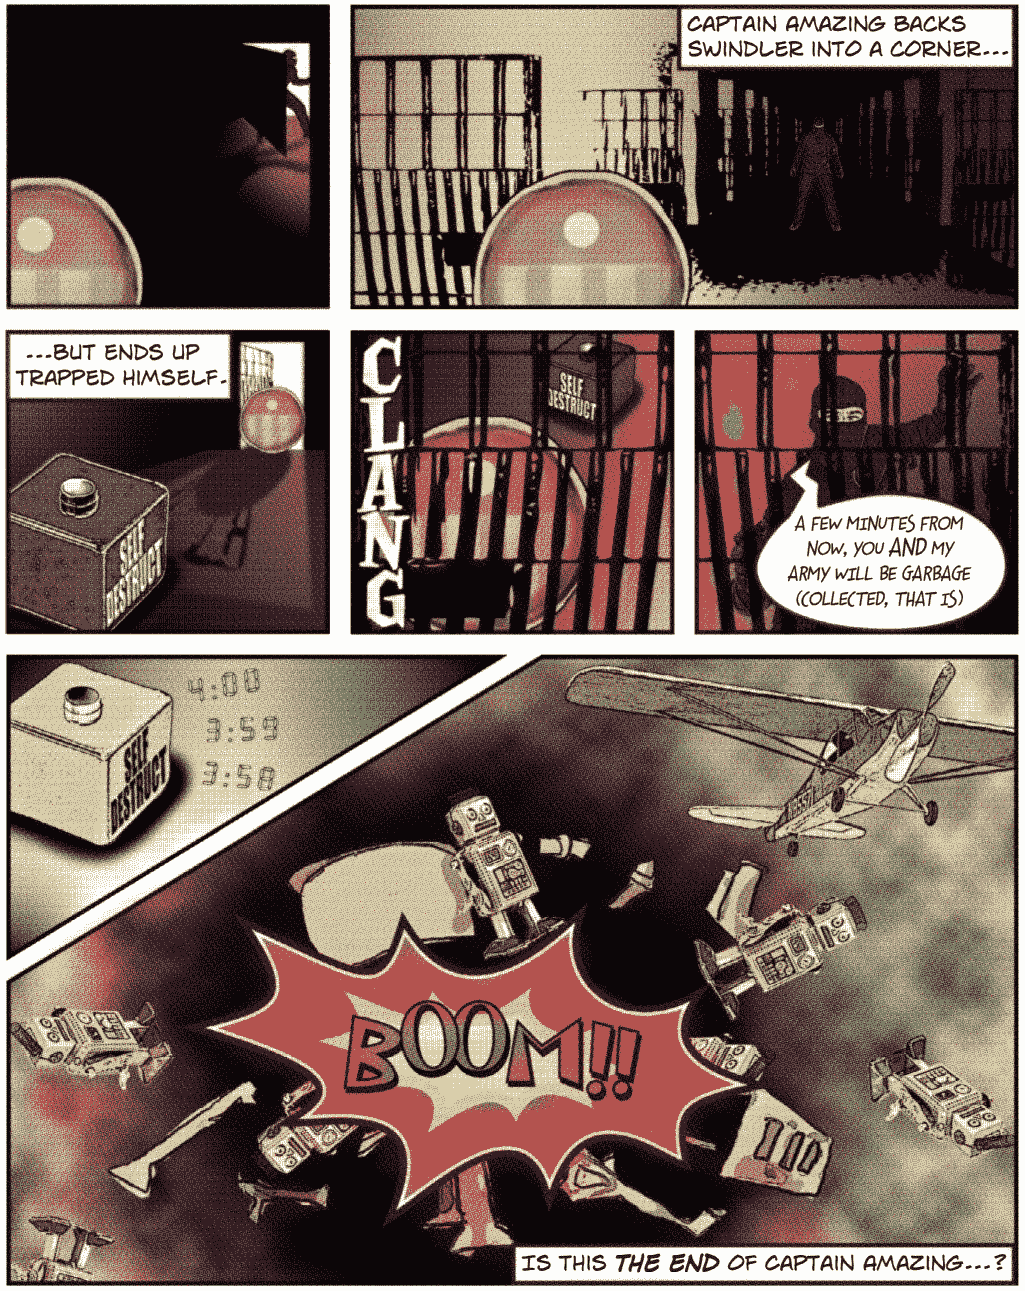 CAPTAIN AMAZING BACKS
SWINDLER INTO A CORNER...
...BUT ENDS UP
TRAPPED HIMSELF.
SELF
DESTRUCT
CLANG
SELF
DESTRUCT
A FEW MINUTES FROM
NOW, YOU AND MY
ARMY WILL BE GARBAGE
(COLLECTED, THAT IS)
SELF
DESTRUCT
4:00
3:59
3:58
BOOM!!
IS THIS THE END OF CAPTAIN AMAZING...?